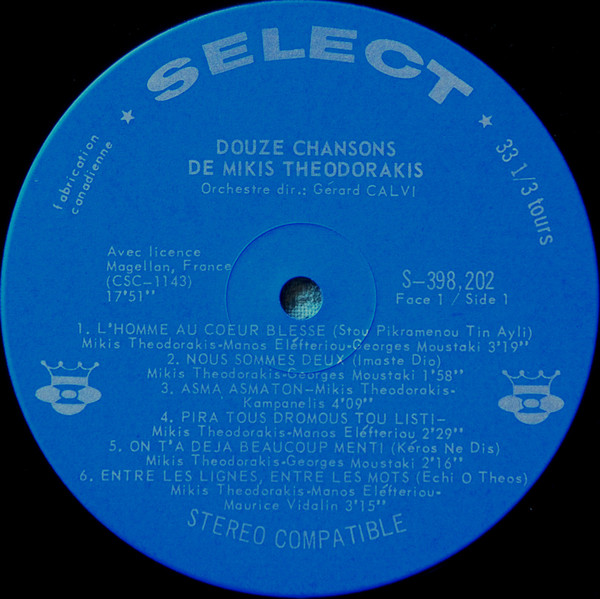 SELECT
fabrication
canadienne
33 1/3 tours
DOUZE CHANSONS
DE MIKIS THEODORAKIS
Orchestre dir.: Gérard CALVI
Avec licence
Magellan, France
(CSC-1143)
17'51''
S-398,202
Face 1 / Side 1
1. L'HOMME AU COEUR BLESSE (Stou Pikramenou Tin Ayli)
Mikis Theodorakis-Manos Eléfteriou-Georges Moustaki 3'19''
2. NOUS SOMMES DEUX (Imaste Dio)
Mikis Theodorakis-Georges Moustaki 1'58''
3. ASMA ASMATON-Mikis Theodorakis-
Kampanelis 4'09''
4. PIRA TOUS DROMOUS TOU LISTI-
Mikis Theodorakis-Manos Eléfteriou 2'29''
5. ON T'A DEJA BEAUCOUP MENTI (Kéros Ne Dis)
Mikis Theodorakis-Georges Moustaki 2'16''
6. ENTRE LES LIGNES, ENTRE LES MOTS (Echi O Theos)
Mikis Theodorakis-Manos Eléfteriou-
Maurice Vidalin 3'15''
STEREO COMPATIBLE